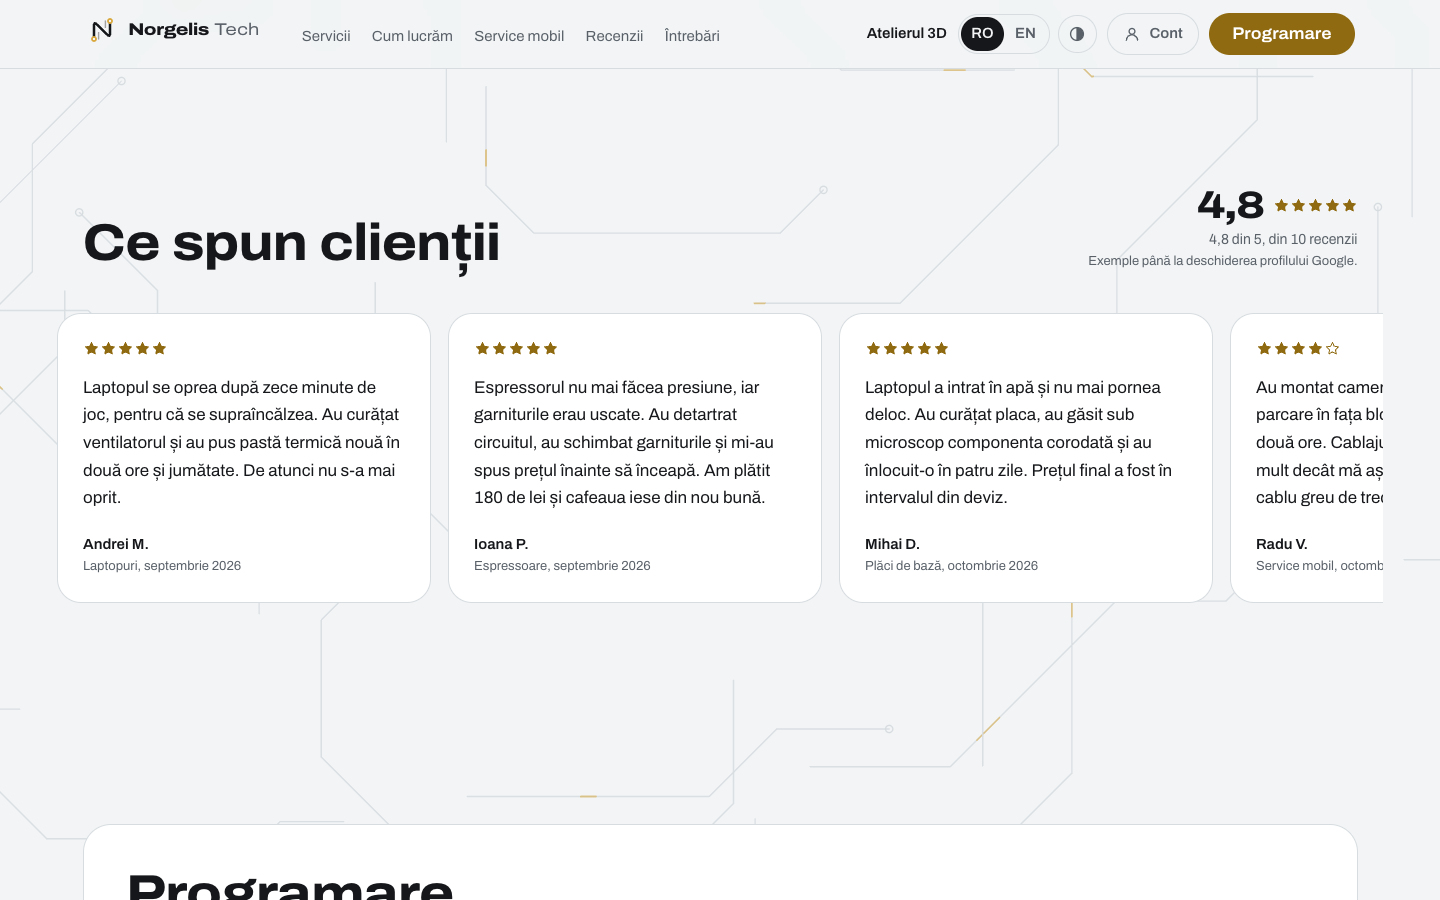 Norgelis Tech
Servicii
Cum lucrăm
Service mobil
Recenzii
Întrebări
Atelierul 3D
RO
EN
Cont
Programare
Ce spun clienții
4,8
4,8 din 5, din 10 recenzii
Exemple până la deschiderea profilului Google.
Laptopul se oprea după zece minute de
joc, pentru că se supraîncălzea. Au curățat
ventilatorul și au pus pastă termică nouă în
două ore și jumătate. De atunci nu s-a mai
oprit.
Andrei M.
Laptopuri, septembrie 2026
Espressorul nu mai făcea presiune, iar
garniturile erau uscate. Au detartrat
circuitul, au schimbat garniturile și mi-au
spus prețul înainte să înceapă. Am plătit
180 de lei și cafeaua iese din nou bună.
Ioana P.
Espressoare, septembrie 2026
Laptopul a intrat în apă și nu mai pornea
deloc. Au curățat placa, au găsit sub
microscop componenta corodată și au
înlocuit-o în patru zile. Prețul final a fost în
intervalul din deviz.
Mihai D.
Plăci de bază, octombrie 2026
Au montat camer
parcare în fața blo
două ore. Cablaju
mult decât mă aș
cablu greu de trec
Radu V.
Service mobil, octomb
Programare